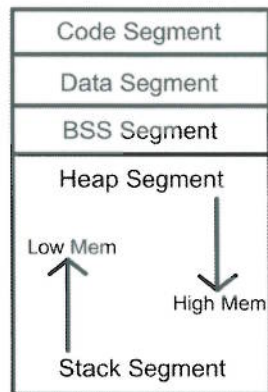 Code Segment
Data Segment
BSS Segment
Heap Segment
Low Mem
High Mem
Stack Segment